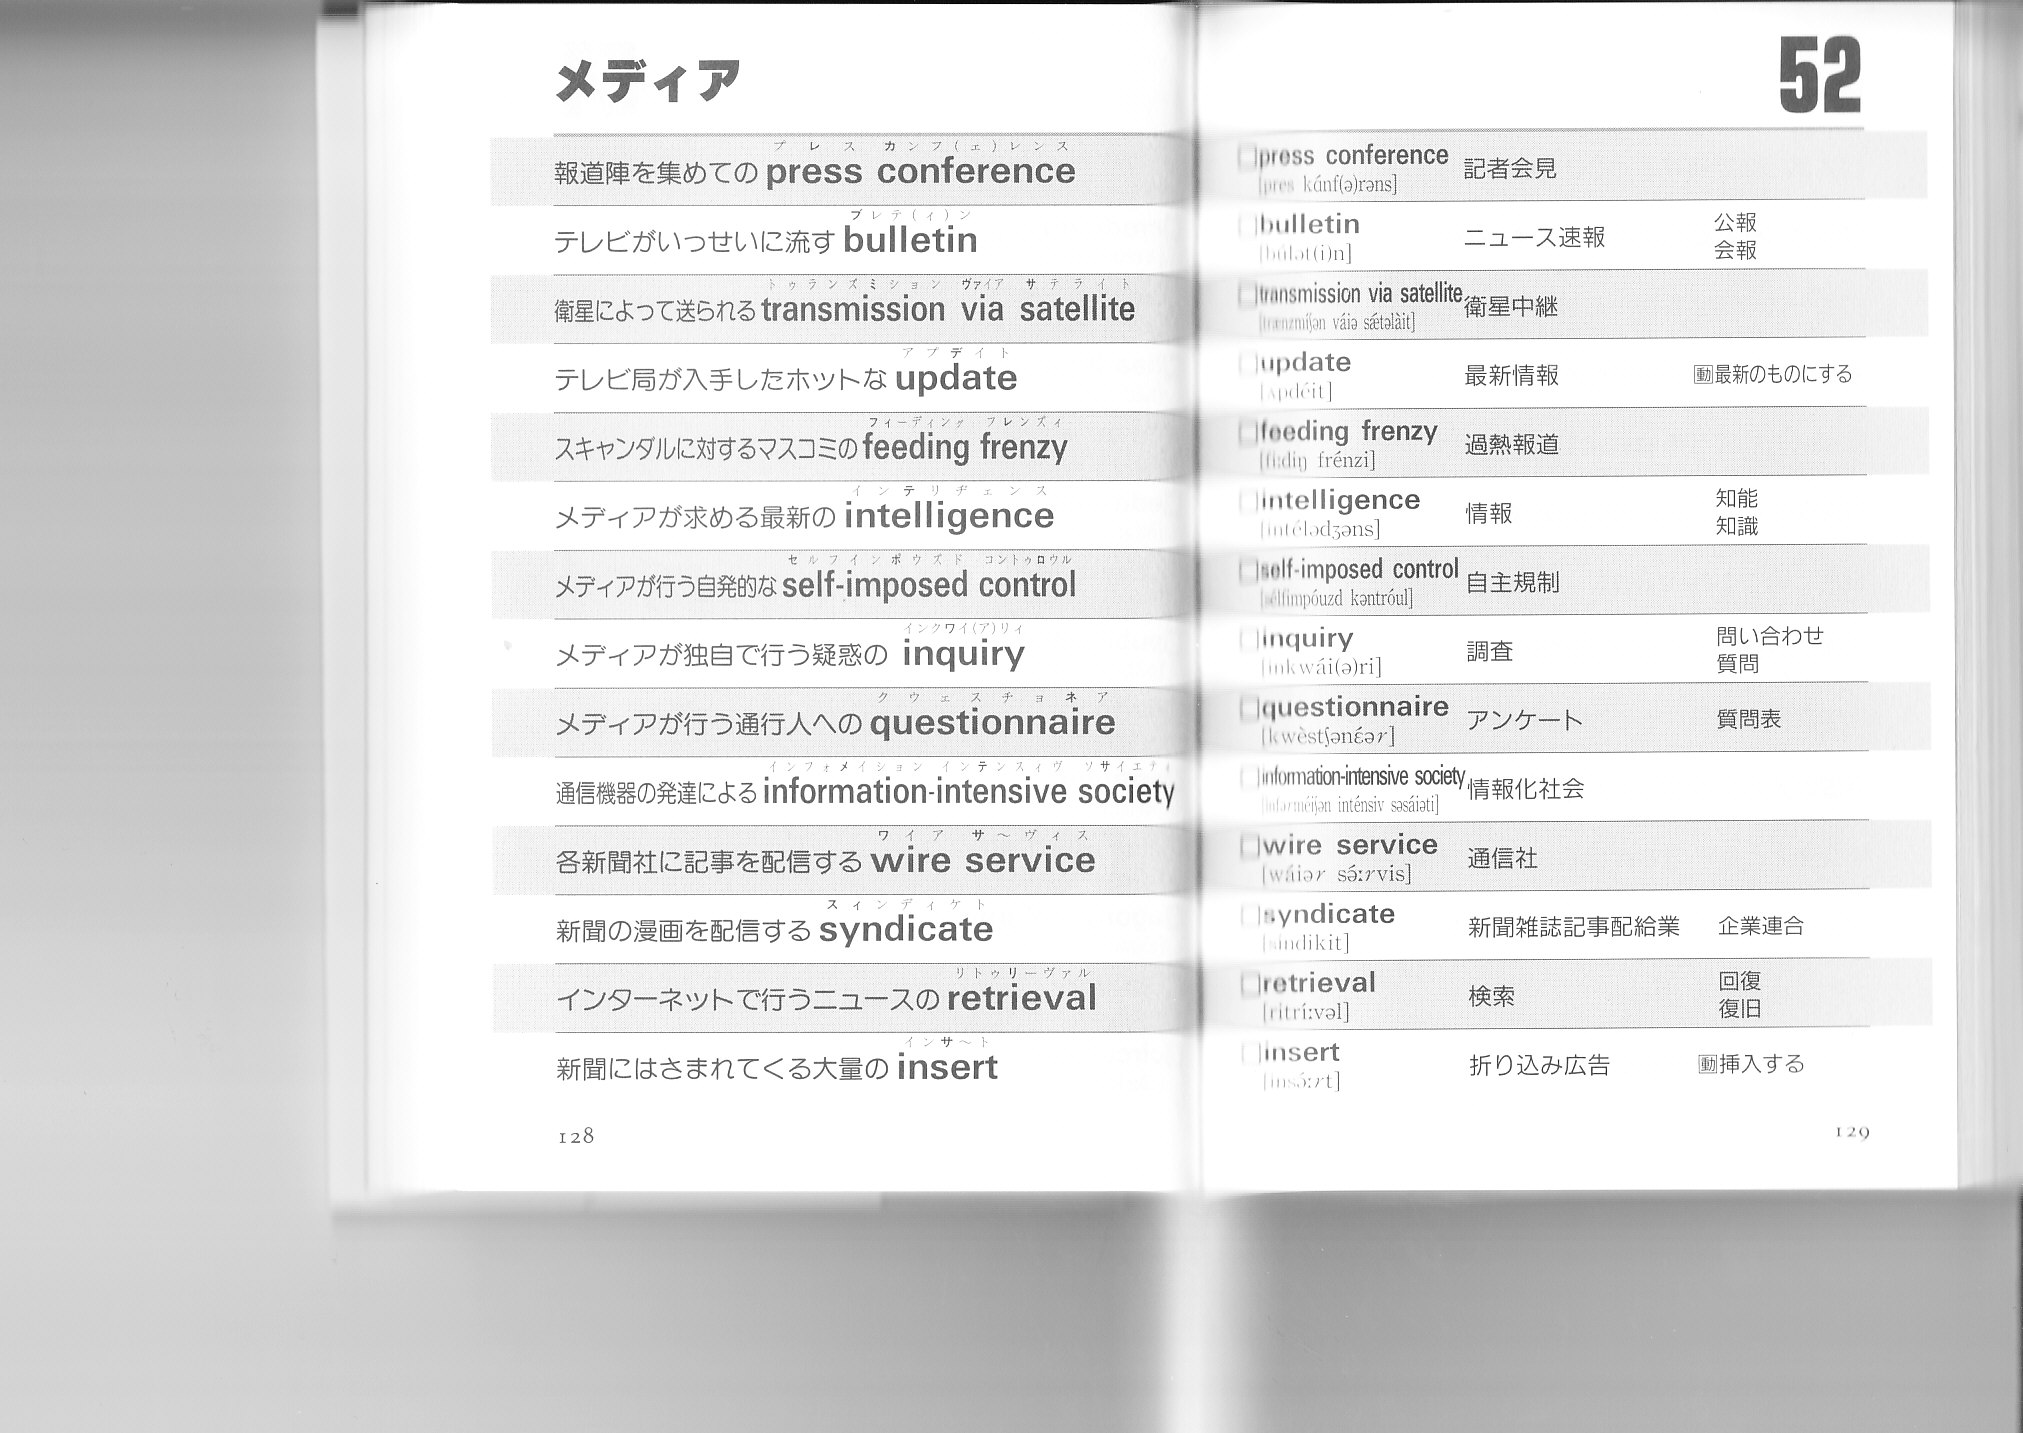 メディア
プレス カンフ(ェ)レンス
報道陣を集めての press conference
ブレテ(ィ)ン
テレビがいっせいに流す bulletin
トゥランズミション ヴァイア サテライト
衛星によって送られる transmission via satellite
アプデイト
テレビ局が入手したホットな update
フィーディング フレンズィ
スキャンダルに対するマスコミの feeding frenzy
インテリヂェンス
メディアが求める最新の intelligence
セルフインポウズド コントゥロウル
メディアが行う自発的な self-imposed control
インクワイ(ア)リィ
メディアが独自で行う疑惑の inquiry
クウェスチョネア
メディアが行う通行人への questionnaire
インフォメイション インテンスィヴ ソサイエティ
通信機器の発達による information-intensive society
ワイア サ〜ヴィス
各新聞社に記事を配信する wire service
スィンディケト
新聞の漫画を配信する syndicate
リトゥリーヴァル
インターネットで行うニュースの retrieval
インサ〜ト
新聞にはさまれてくる大量の insert
128
52
press conference 記者会見
[pres kάnf(ə)rəns]
bulletin ニュース速報 公報
[búlət(i)n] 会報
transmission via satellite 衛星中継
[trænzmíʃən váiə sǽtəlàit]
update 最新情報 動最新のものにする
[ʌpdéit]
feeding frenzy 過熱報道
[fí:diŋ frénzi]
intelligence 情報 知能
[intélədʒəns] 知識
self-imposed control 自主規制
[sélfimpóuzd kəntróul]
inquiry 調査 問い合わせ
[inkwái(ə)ri] 質問
questionnaire アンケート 質問表
[kwèstʃənέər]
information-intensive society 情報化社会
[infərméiʃən inténsiv səsáiəti]
wire service 通信社
[wáiər sə́ːrvis]
syndicate 新聞雑誌記事配給業 企業連合
[síndikit]
retrieval 検索 回復
[ritríːvəl] 復旧
insert 折り込み広告 動挿入する
[insə́ːrt]
129